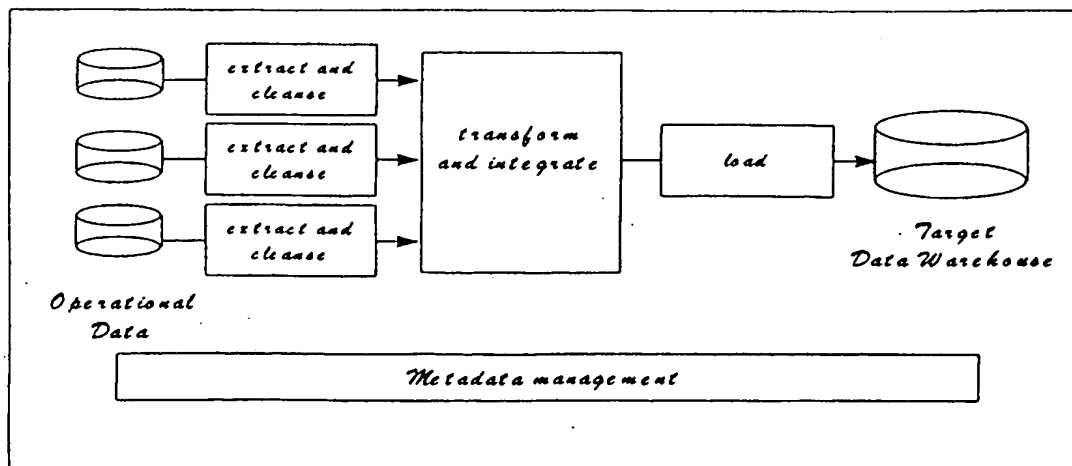 extract and
cleanse
extract and
cleanse
extract and
cleanse
transform
and integrate
load
Target
Data Warehouse
Operational
Data
Metadata management